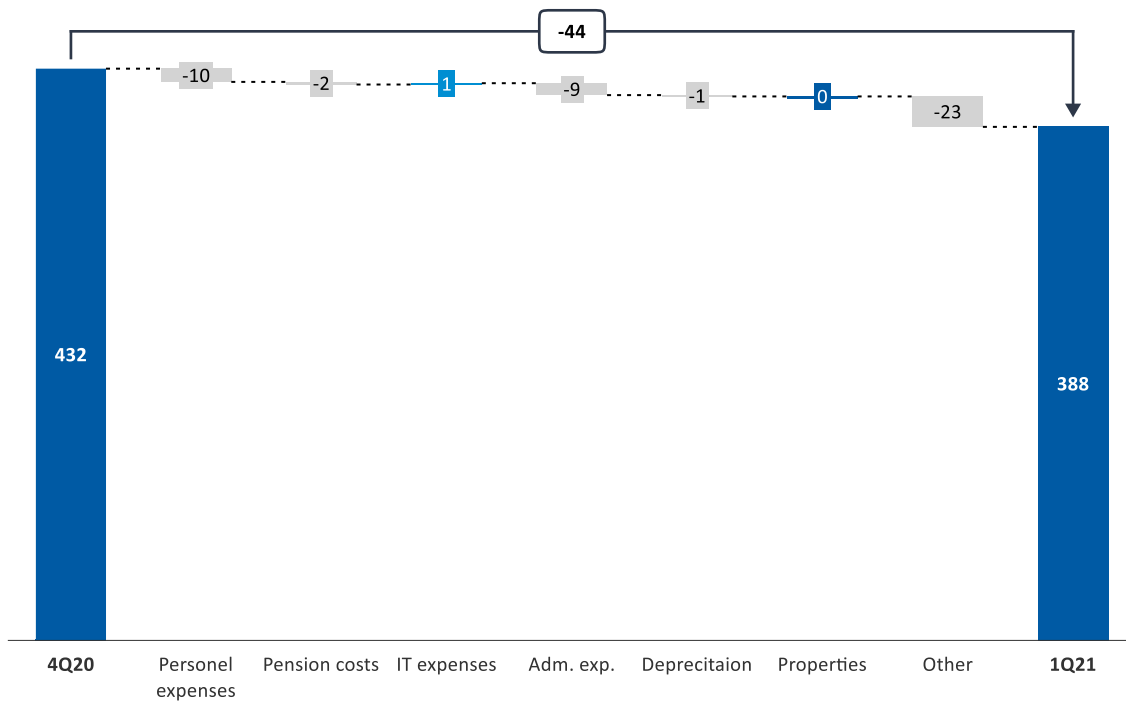 -44
-10
-2
1
-9
-1
0
-23
432
388
4Q20
Personel
expenses
Pension costs
IT expenses
Adm. exp.
Deprecitaion
Properties
Other
1Q21